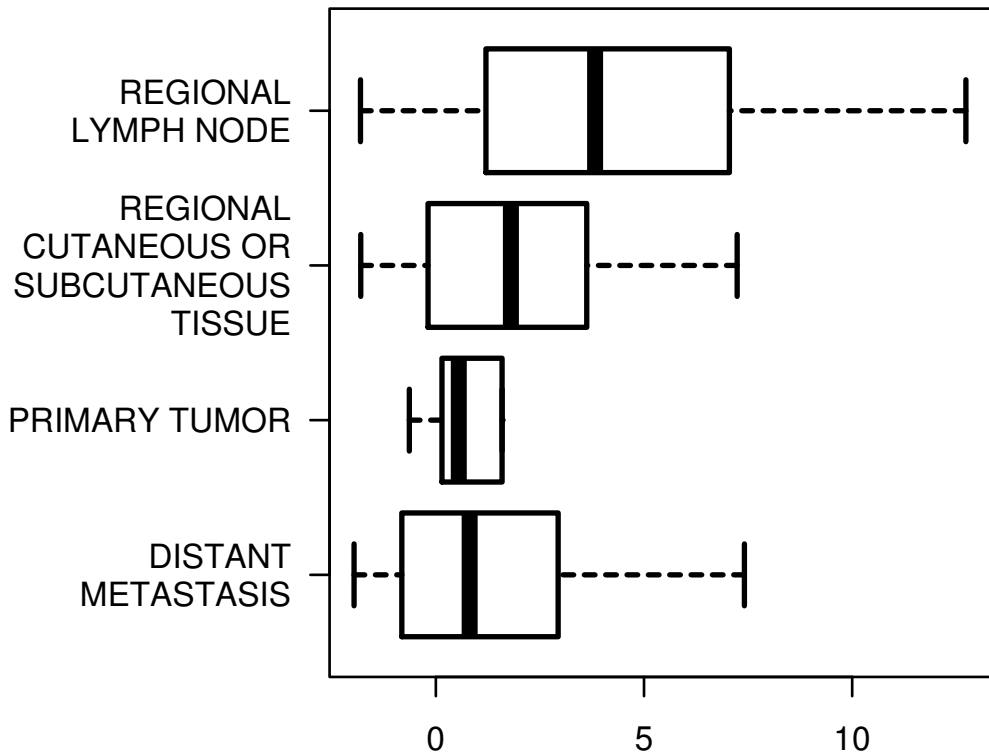 REGIONAL
LYMPH NODE
REGIONAL
CUTANEOUS OR
SUBCUTANEOUS
TISSUE
PRIMARY TUMOR
DISTANT
METASTASIS
0 5 10